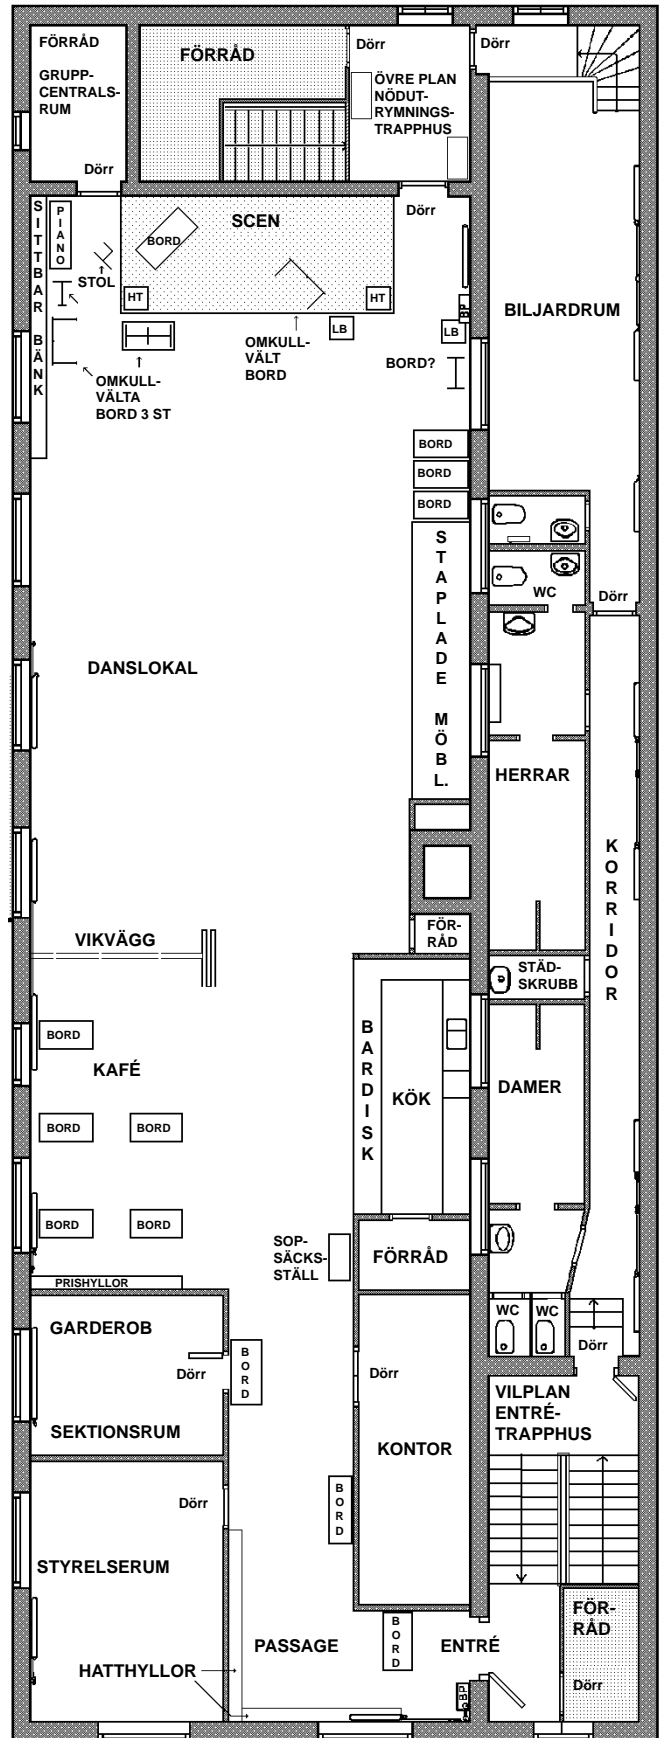 FÖRRÅD
GRUPP-
CENTRALS-
RUM
Dörr
FÖRRÅD
Dörr
ÖVRE PLAN
NÖDUT-
RYMNINGS-
TRAPPHUS
Dörr
SITTBAR BÄNK
PIANO
STOL
BORD
SCEN
Dörr
HT
HT
LB
BP
LB
OMKULL-
VÄLT
BORD
BORD?
OMKULL-
VÄLTA
BORD 3 ST
BILJARDRUM
BORD
BORD
BORD
STAPLADE MÖBL.
WC
Dörr
DANSLOKAL
HERRAR
KORRIDOR
VIKVÄGG
FÖR-
RÅD
STÄD-
SKRUBB
BORD
KAFÉ
BARDISK
KÖK
DAMER
BORD
BORD
BORD
BORD
SOP-
SÄCKS-
STÄLL
FÖRRÅD
PRISHYLLOR
WC
WC
GARDEROB
Dörr
SEKTIONSRUM
BORD
Dörr
KONTOR
Dörr
VILPLAN
ENTRÉ-
TRAPPHUS
Dörr
STYRELSERUM
BORD
HATTHYLLOR
PASSAGE
BORD
ENTRÉ
BP
FÖR-
RÅD
Dörr